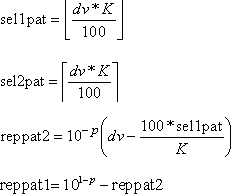 sel1pat = ⌊dv * K / 100⌋
sel2pat = ⌈dv * K / 100⌉
reppat2 = 10^{-p} (dv - 100 * sel1pat / K)
reppat1 = 10^{1-p} - reppat2